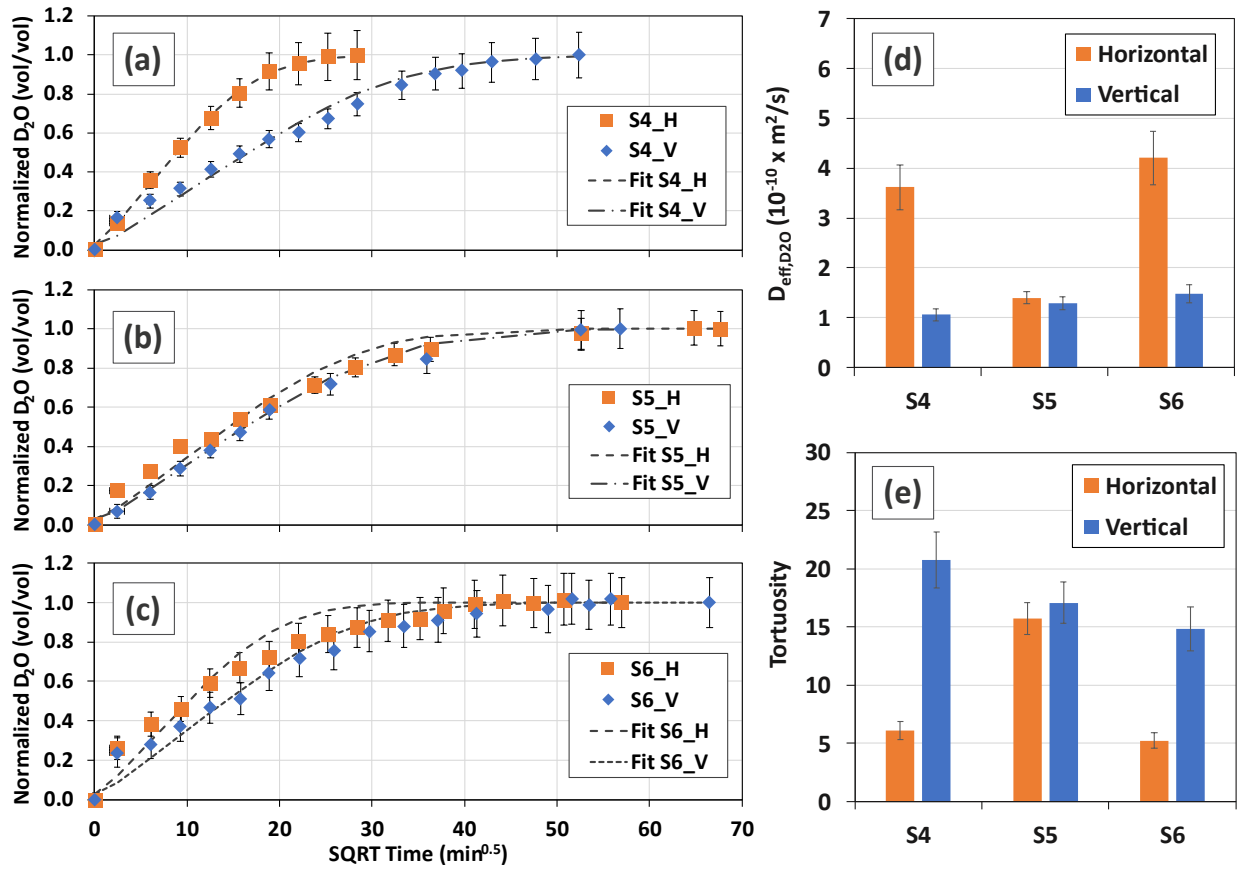 Normalized D₂O (vol/vol)
1.2
1.0
0.8
0.6
0.4
0.2
0.0
(a)
S4_H
S4_V
Fit S4_H
Fit S4_V
Normalized D₂O (vol/vol)
1.2
1.0
0.8
0.6
0.4
0.2
0.0
(b)
S5_H
S5_V
Fit S5_H
Fit S5_V
Normalized D₂O (vol/vol)
1.2
1.0
0.8
0.6
0.4
0.2
0.0
(c)
S6_H
S6_V
Fit S6_H
Fit S6_V
0 10 20 30 40 50 60 70
SQRT Time (min⁰·⁵)
D_eff,D2O (10⁻¹⁰ x m²/s)
7
6
5
4
3
2
1
0
(d)
Horizontal
Vertical
S4 S5 S6
Tortuosity
30
25
20
15
10
5
0
(e)
Horizontal
Vertical
S4 S5 S6